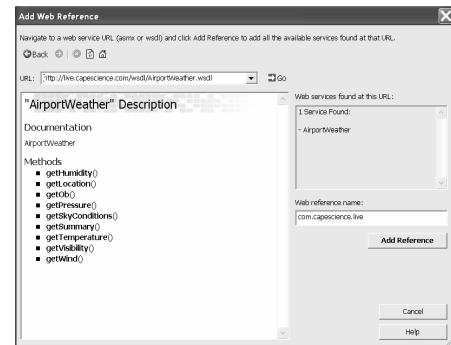 Add Web Reference
Navigate to a web service URL (asmx or wsdl) and click Add Reference to add all the available services found at that URL.
Back
URL: http://live.capescience.com/wsdl/AirportWeather.wsdl Go
"AirportWeather" Description
Documentation
AirportWeather
Methods
getHumidity()
getLocation()
getOb()
getPressure()
getSkyConditions()
getSummary()
getTemperature()
getVisibility()
getWind()
Web services found at this URL:
1 Service Found:
- AirportWeather
Web reference name:
com.capescience.live
Add Reference
Cancel
Help